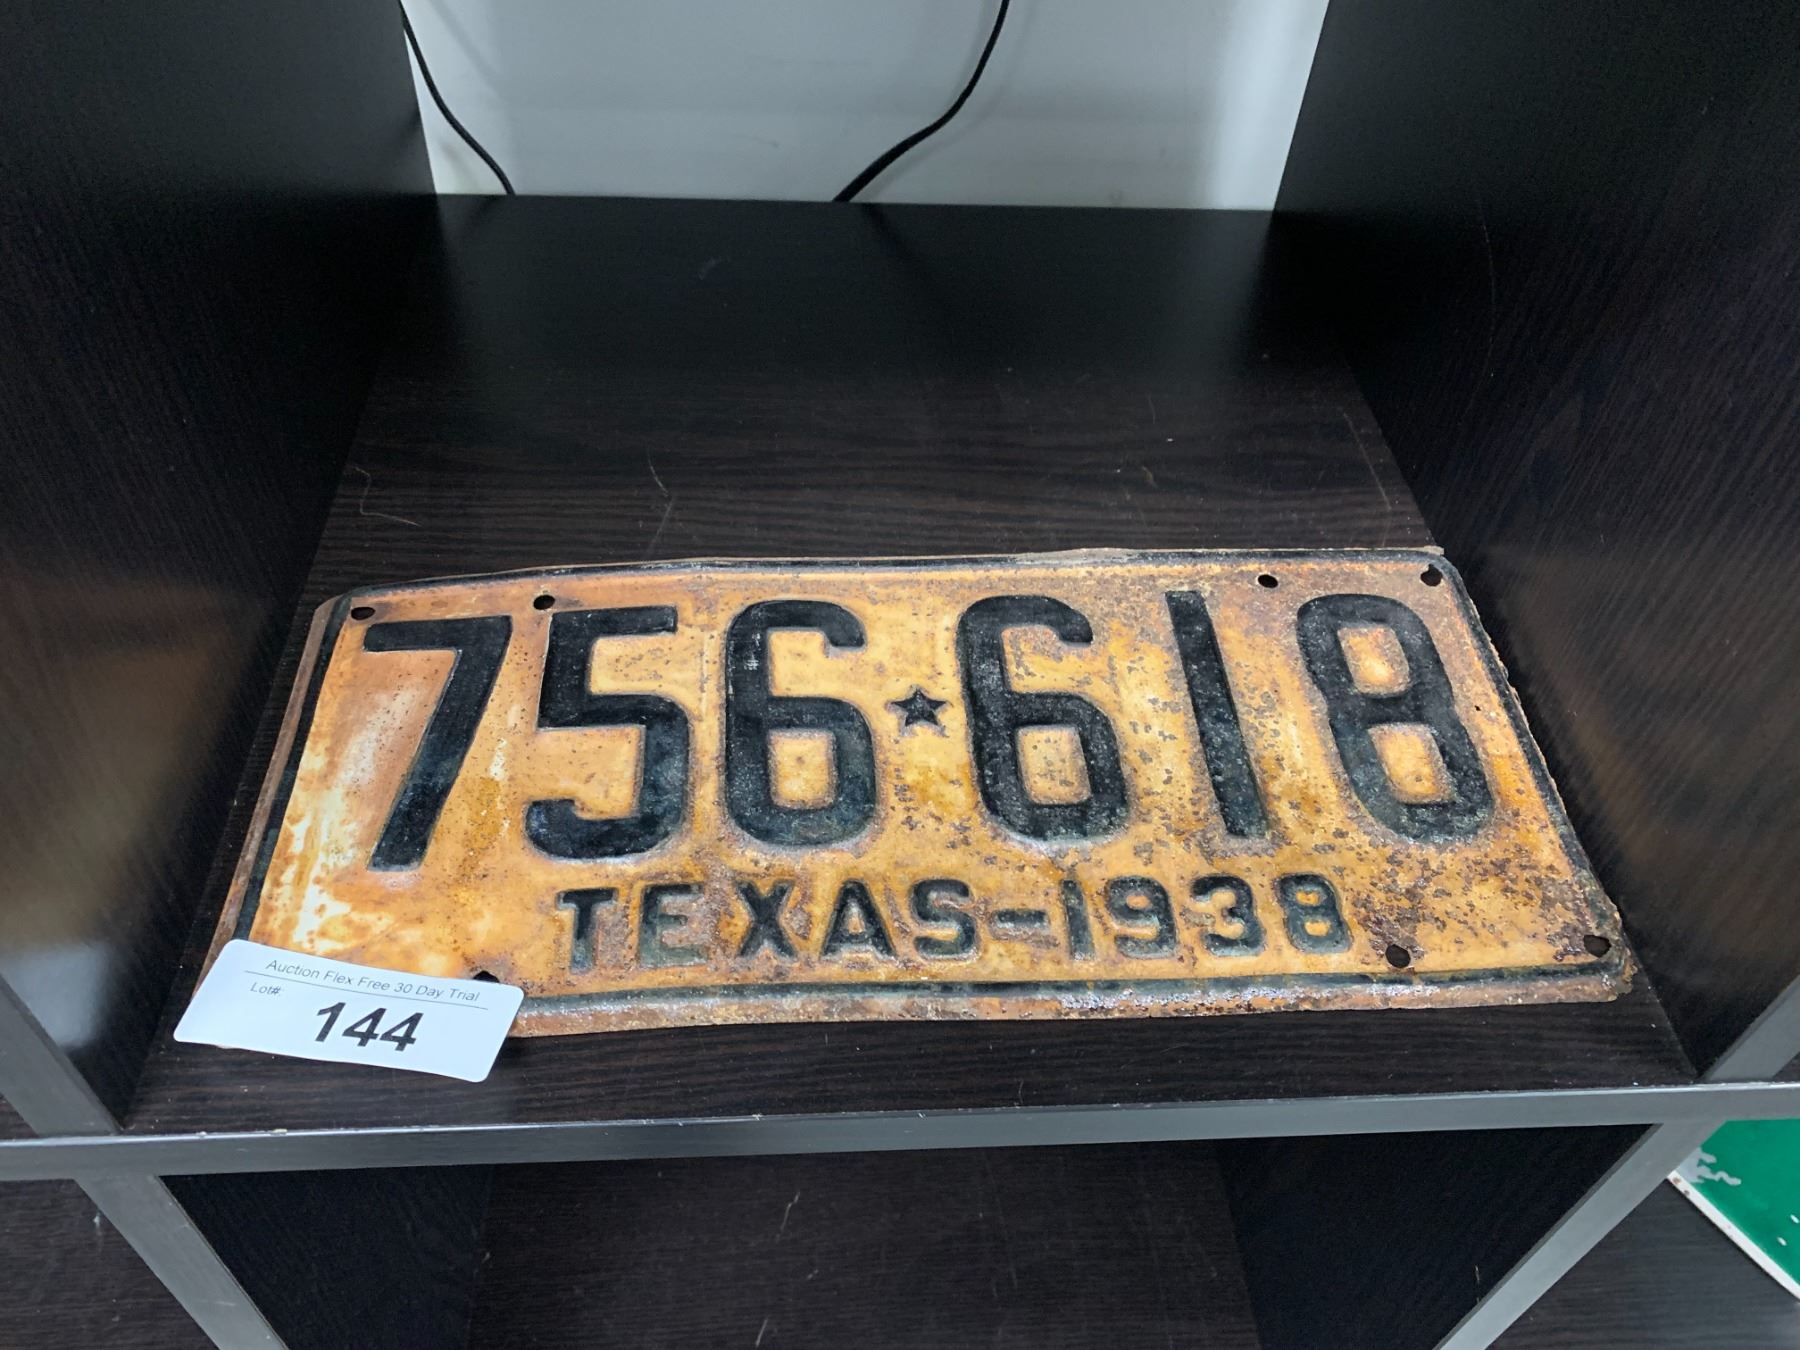 756★618
TEXAS-1938
Auction Flex Free 30 Day Trial
Lot#:
144